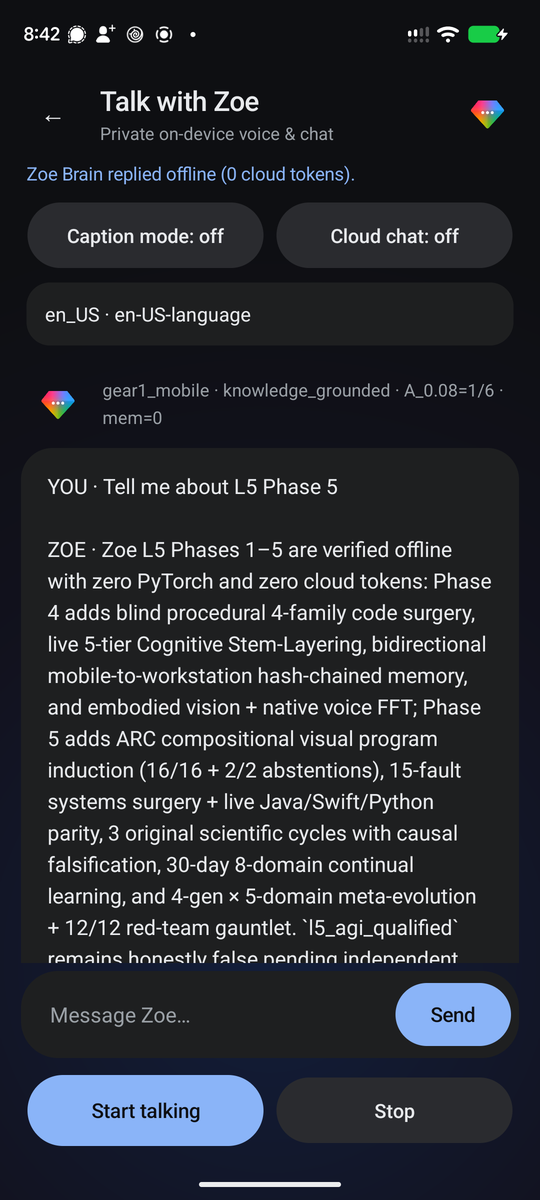 8:42
←
Talk with Zoe
Private on-device voice & chat
Zoe Brain replied offline (0 cloud tokens).
Caption mode: off
Cloud chat: off
en_US · en-US-language
gear1_mobile · knowledge_grounded · A_0.08=1/6 ·
mem=0
YOU · Tell me about L5 Phase 5
ZOE · Zoe L5 Phases 1–5 are verified offline
with zero PyTorch and zero cloud tokens: Phase
4 adds blind procedural 4-family code surgery,
live 5-tier Cognitive Stem-Layering, bidirectional
mobile-to-workstation hash-chained memory,
and embodied vision + native voice FFT; Phase
5 adds ARC compositional visual program
induction (16/16 + 2/2 abstentions), 15-fault
systems surgery + live Java/Swift/Python
parity, 3 original scientific cycles with causal
falsification, 30-day 8-domain continual
learning, and 4-gen × 5-domain meta-evolution
+ 12/12 red-team gauntlet. `l5_agi_qualified`
remains honestly false pending independent
Message Zoe…
Send
Start talking
Stop